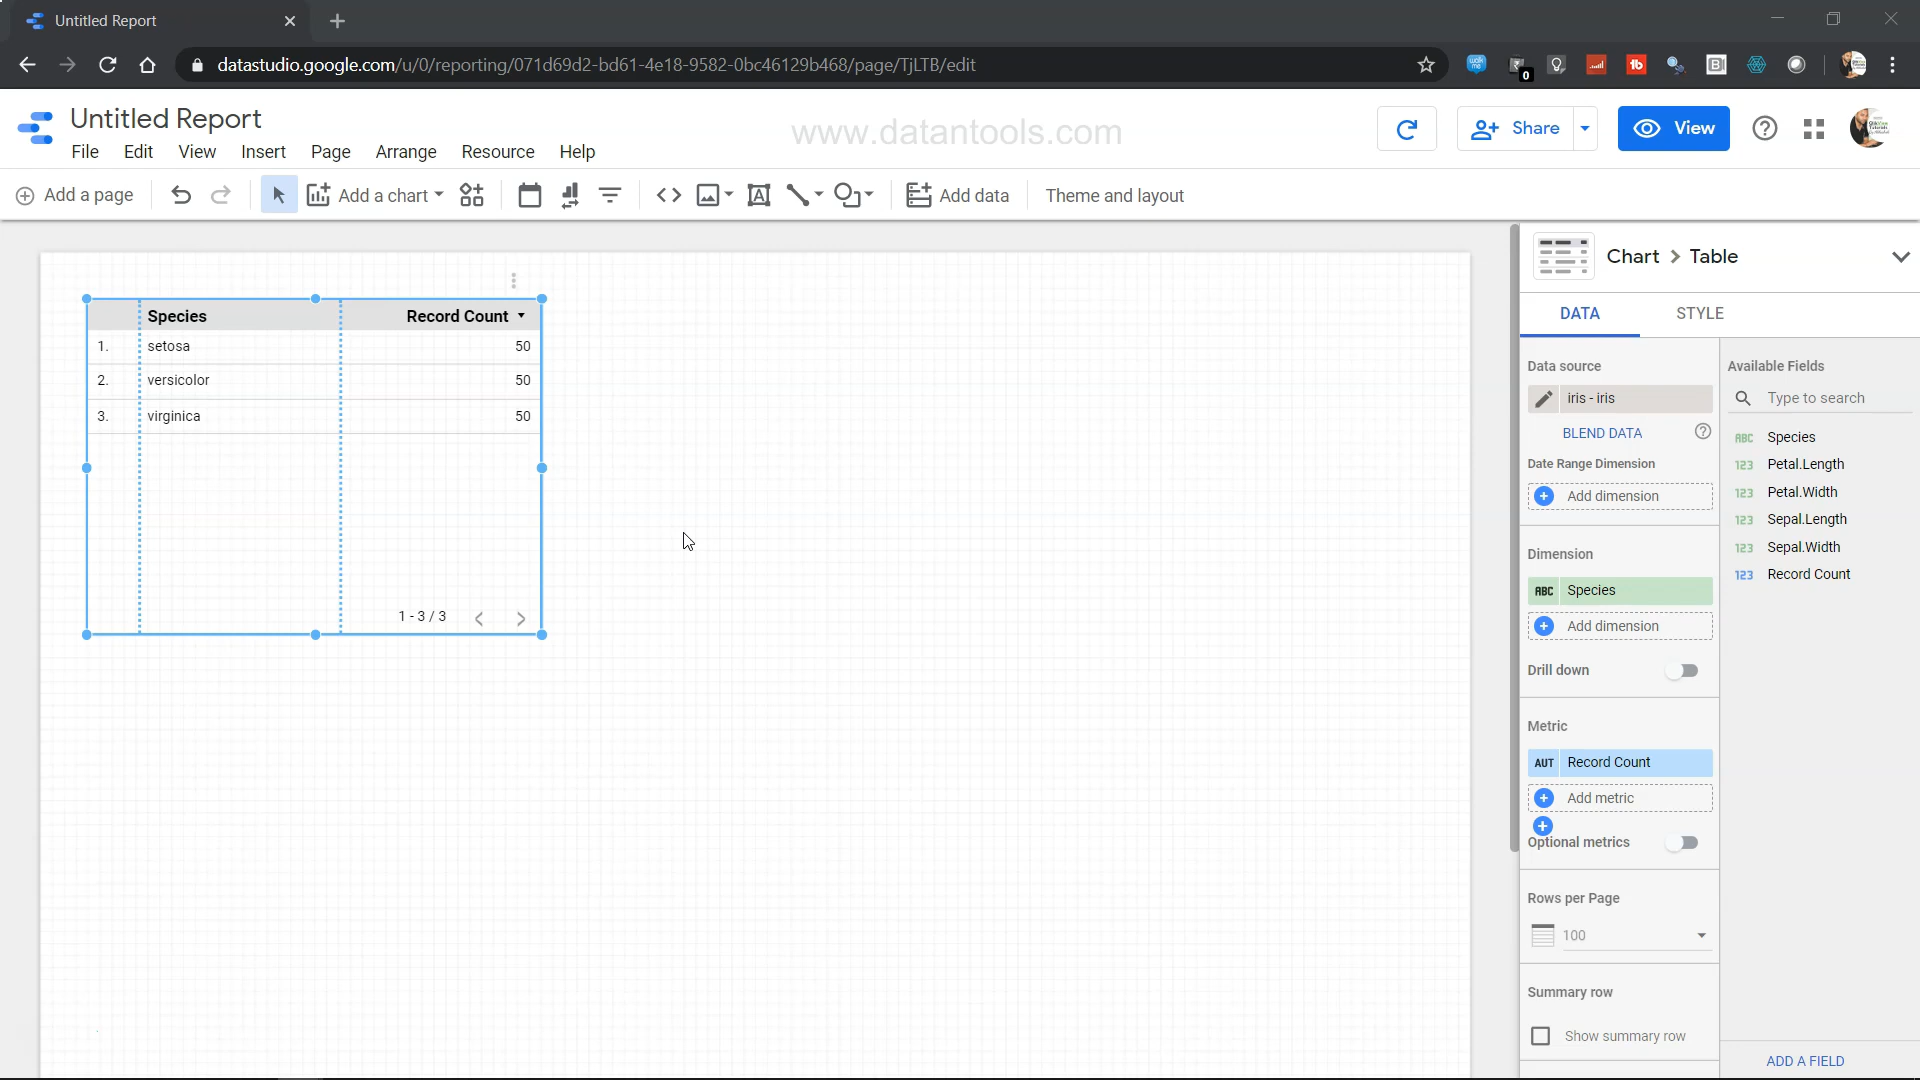 Untitled Report
datastudio.google.com/u/0/reporting/071d69d2-bd61-4e18-9582-0bc46129b468/page/TjLTB/edit
0
Untitled Report
www.datantools.com
Share
View
File Edit View Insert Page Arrange Resource Help
Add a page
Add a chart
Add data
Theme and layout
Species Record Count
1. setosa 50
2. versicolor 50
3. virginica 50
1 - 3 / 3
Chart > Table
DATA STYLE
Data source
iris - iris
BLEND DATA
Date Range Dimension
Add dimension
Dimension
ABC Species
Add dimension
Drill down
Metric
AUT Record Count
Add metric
Optional metrics
Rows per Page
100
Summary row
Show summary row
Available Fields
Type to search
ABC Species
123 Petal.Length
123 Petal.Width
123 Sepal.Length
123 Sepal.Width
123 Record Count
ADD A FIELD